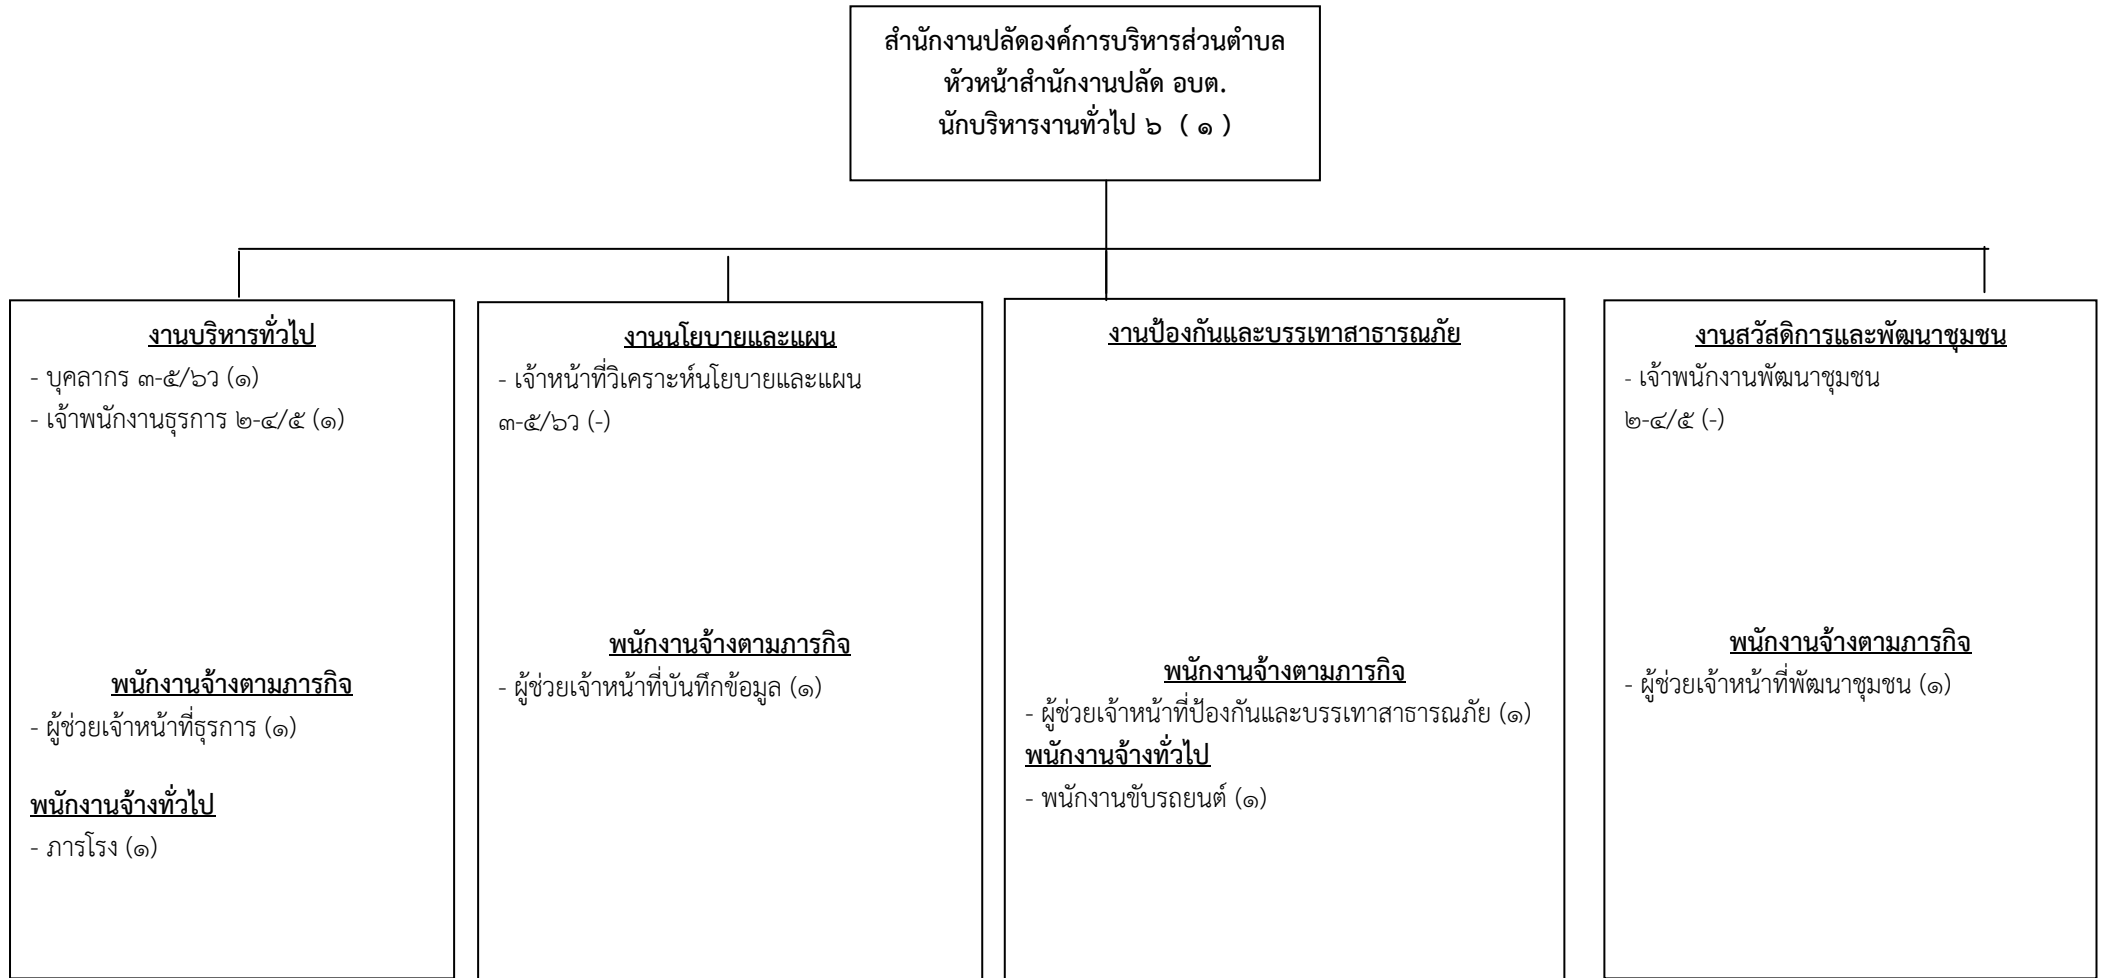 สำนักงานปลัดองค์การบริหารส่วนตำบล
หัวหน้าสำนักงานปลัด อบต.
นักบริหารงานทั่วไป ๖ ( ๑ )
งานบริหารทั่วไป
- บุคลากร ๓-๕/๖ว (๑)
- เจ้าพนักงานธุรการ ๒-๔/๕ (๑)
พนักงานจ้างตามภารกิจ
- ผู้ช่วยเจ้าหน้าที่ธุรการ (๑)
พนักงานจ้างทั่วไป
- ภารโรง (๑)
งานนโยบายและแผน
- เจ้าหน้าที่วิเคราะห์นโยบายและแผน
๓-๕/๖ว (-)
พนักงานจ้างตามภารกิจ
- ผู้ช่วยเจ้าหน้าที่บันทึกข้อมูล (๑)
งานป้องกันและบรรเทาสาธารณภัย
พนักงานจ้างตามภารกิจ
- ผู้ช่วยเจ้าหน้าที่ป้องกันและบรรเทาสาธารณภัย (๑)
พนักงานจ้างทั่วไป
- พนักงานขับรถยนต์ (๑)
งานสวัสดิการและพัฒนาชุมชน
- เจ้าพนักงานพัฒนาชุมชน
๒-๔/๕ (-)
พนักงานจ้างตามภารกิจ
- ผู้ช่วยเจ้าหน้าที่พัฒนาชุมชน (๑)